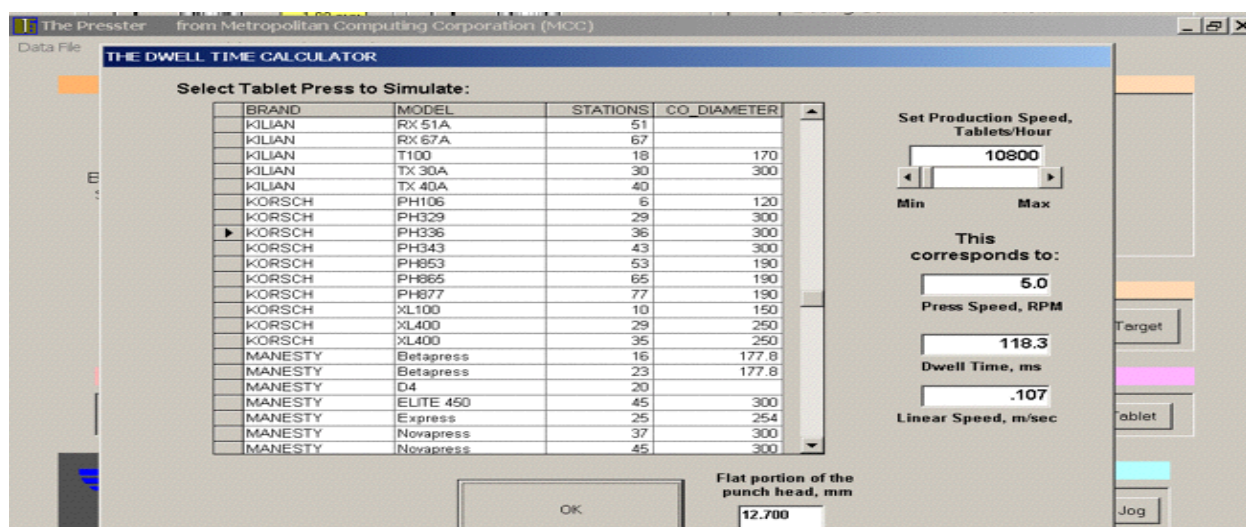 The Presster from Metropolitan Computing Corporation (MCC)
Data File
THE DWELL TIME CALCULATOR
Select Tablet Press to Simulate:
BRAND MODEL STATIONS CO_DIAMETER
KILIAN RX 51A 51
KILIAN RX 67A 67
KILIAN T100 18 170
KILIAN TX 30A 30 300
KILIAN TX 40A 40
KORSCH PH106 6 120
KORSCH PH329 29 300
KORSCH PH336 36 300
KORSCH PH343 43 300
KORSCH PH853 53 190
KORSCH PH865 65 190
KORSCH PH877 77 190
KORSCH XL100 10 150
KORSCH XL400 29 250
KORSCH XL400 35 250
MANESTY Betapress 16 177.8
MANESTY Betapress 23 177.8
MANESTY D4 20
MANESTY ELITE 450 45 300
MANESTY Express 25 254
MANESTY Novapress 37 300
MANESTY Novapress 45 300
Set Production Speed,
Tablets/Hour
10800
Min Max
This
corresponds to:
5.0
Press Speed, RPM
118.3
Dwell Time, ms
.107
Linear Speed, m/sec
Flat portion of the
punch head, mm
12.700
OK
Target
Jog